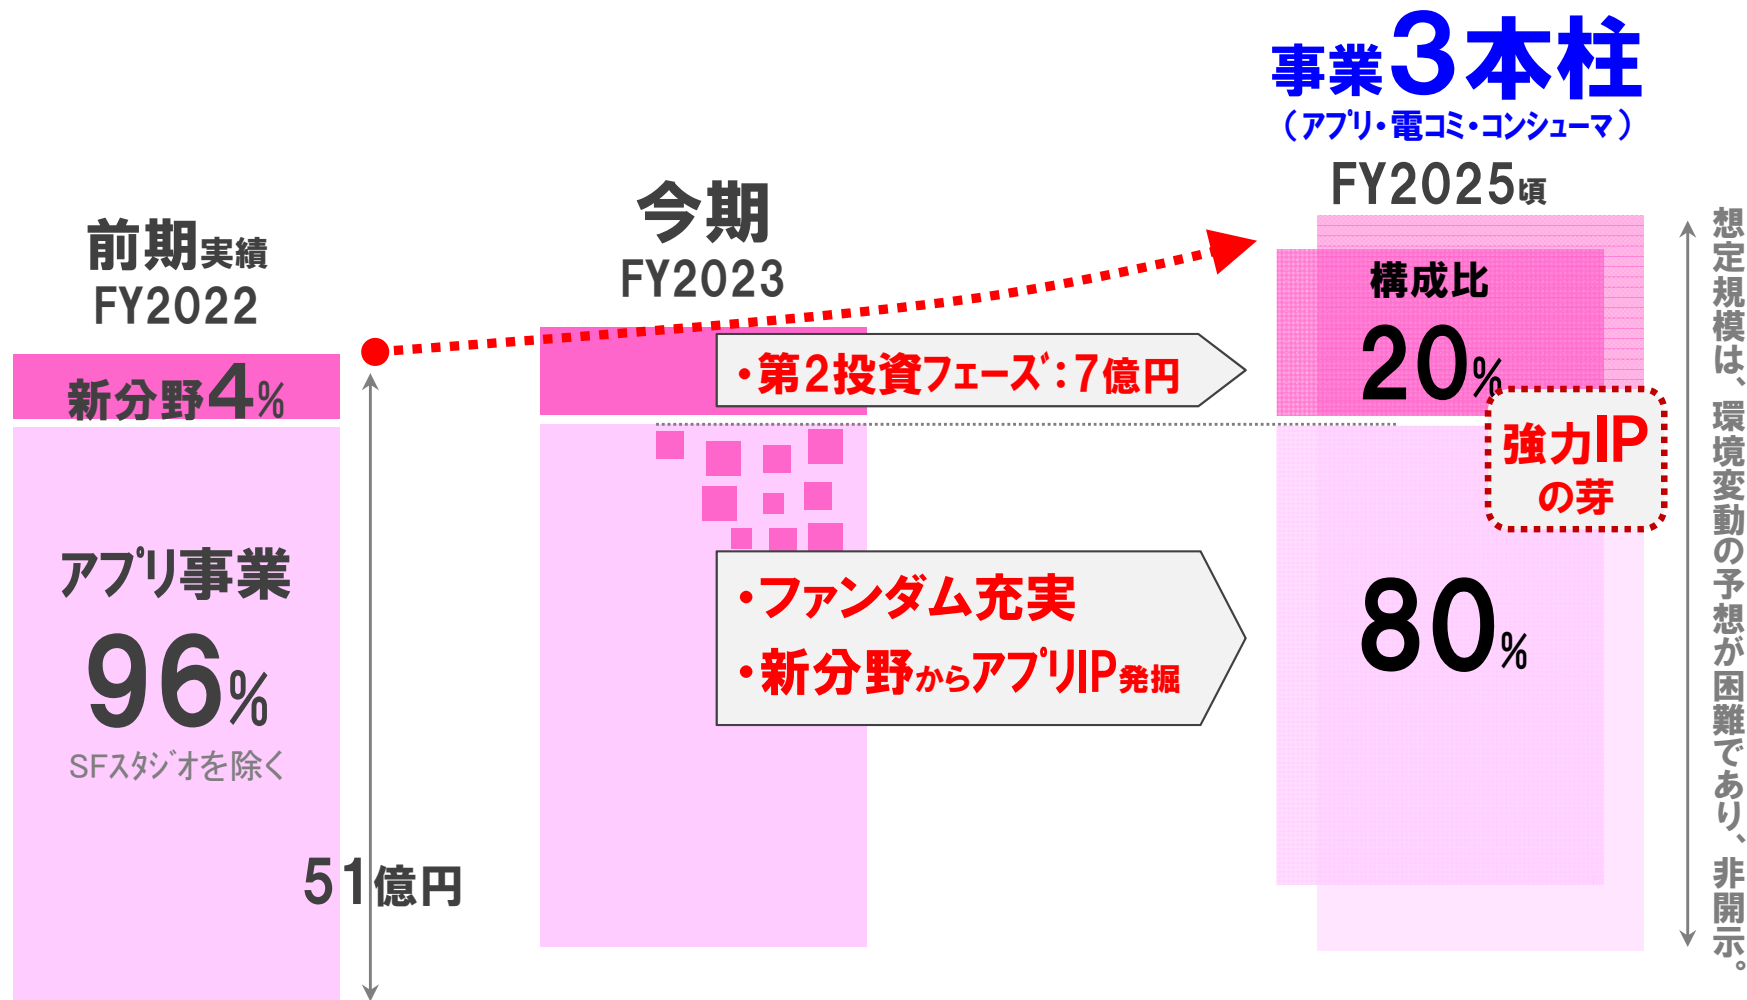 前期実績
FY2022
新分野4%
アプリ事業
96%
SFスタジオを除く
51億円
今期
FY2023
・第2投資フェーズ:7億円
・ファンダム充実
・新分野からアプリIP発掘
事業3本柱
(アプリ・電コミ・コンシューマ)
FY2025頃
構成比
20%
強力IP
の芽
80%
想定規模は、環境変動の予想が困難であり、非開示。